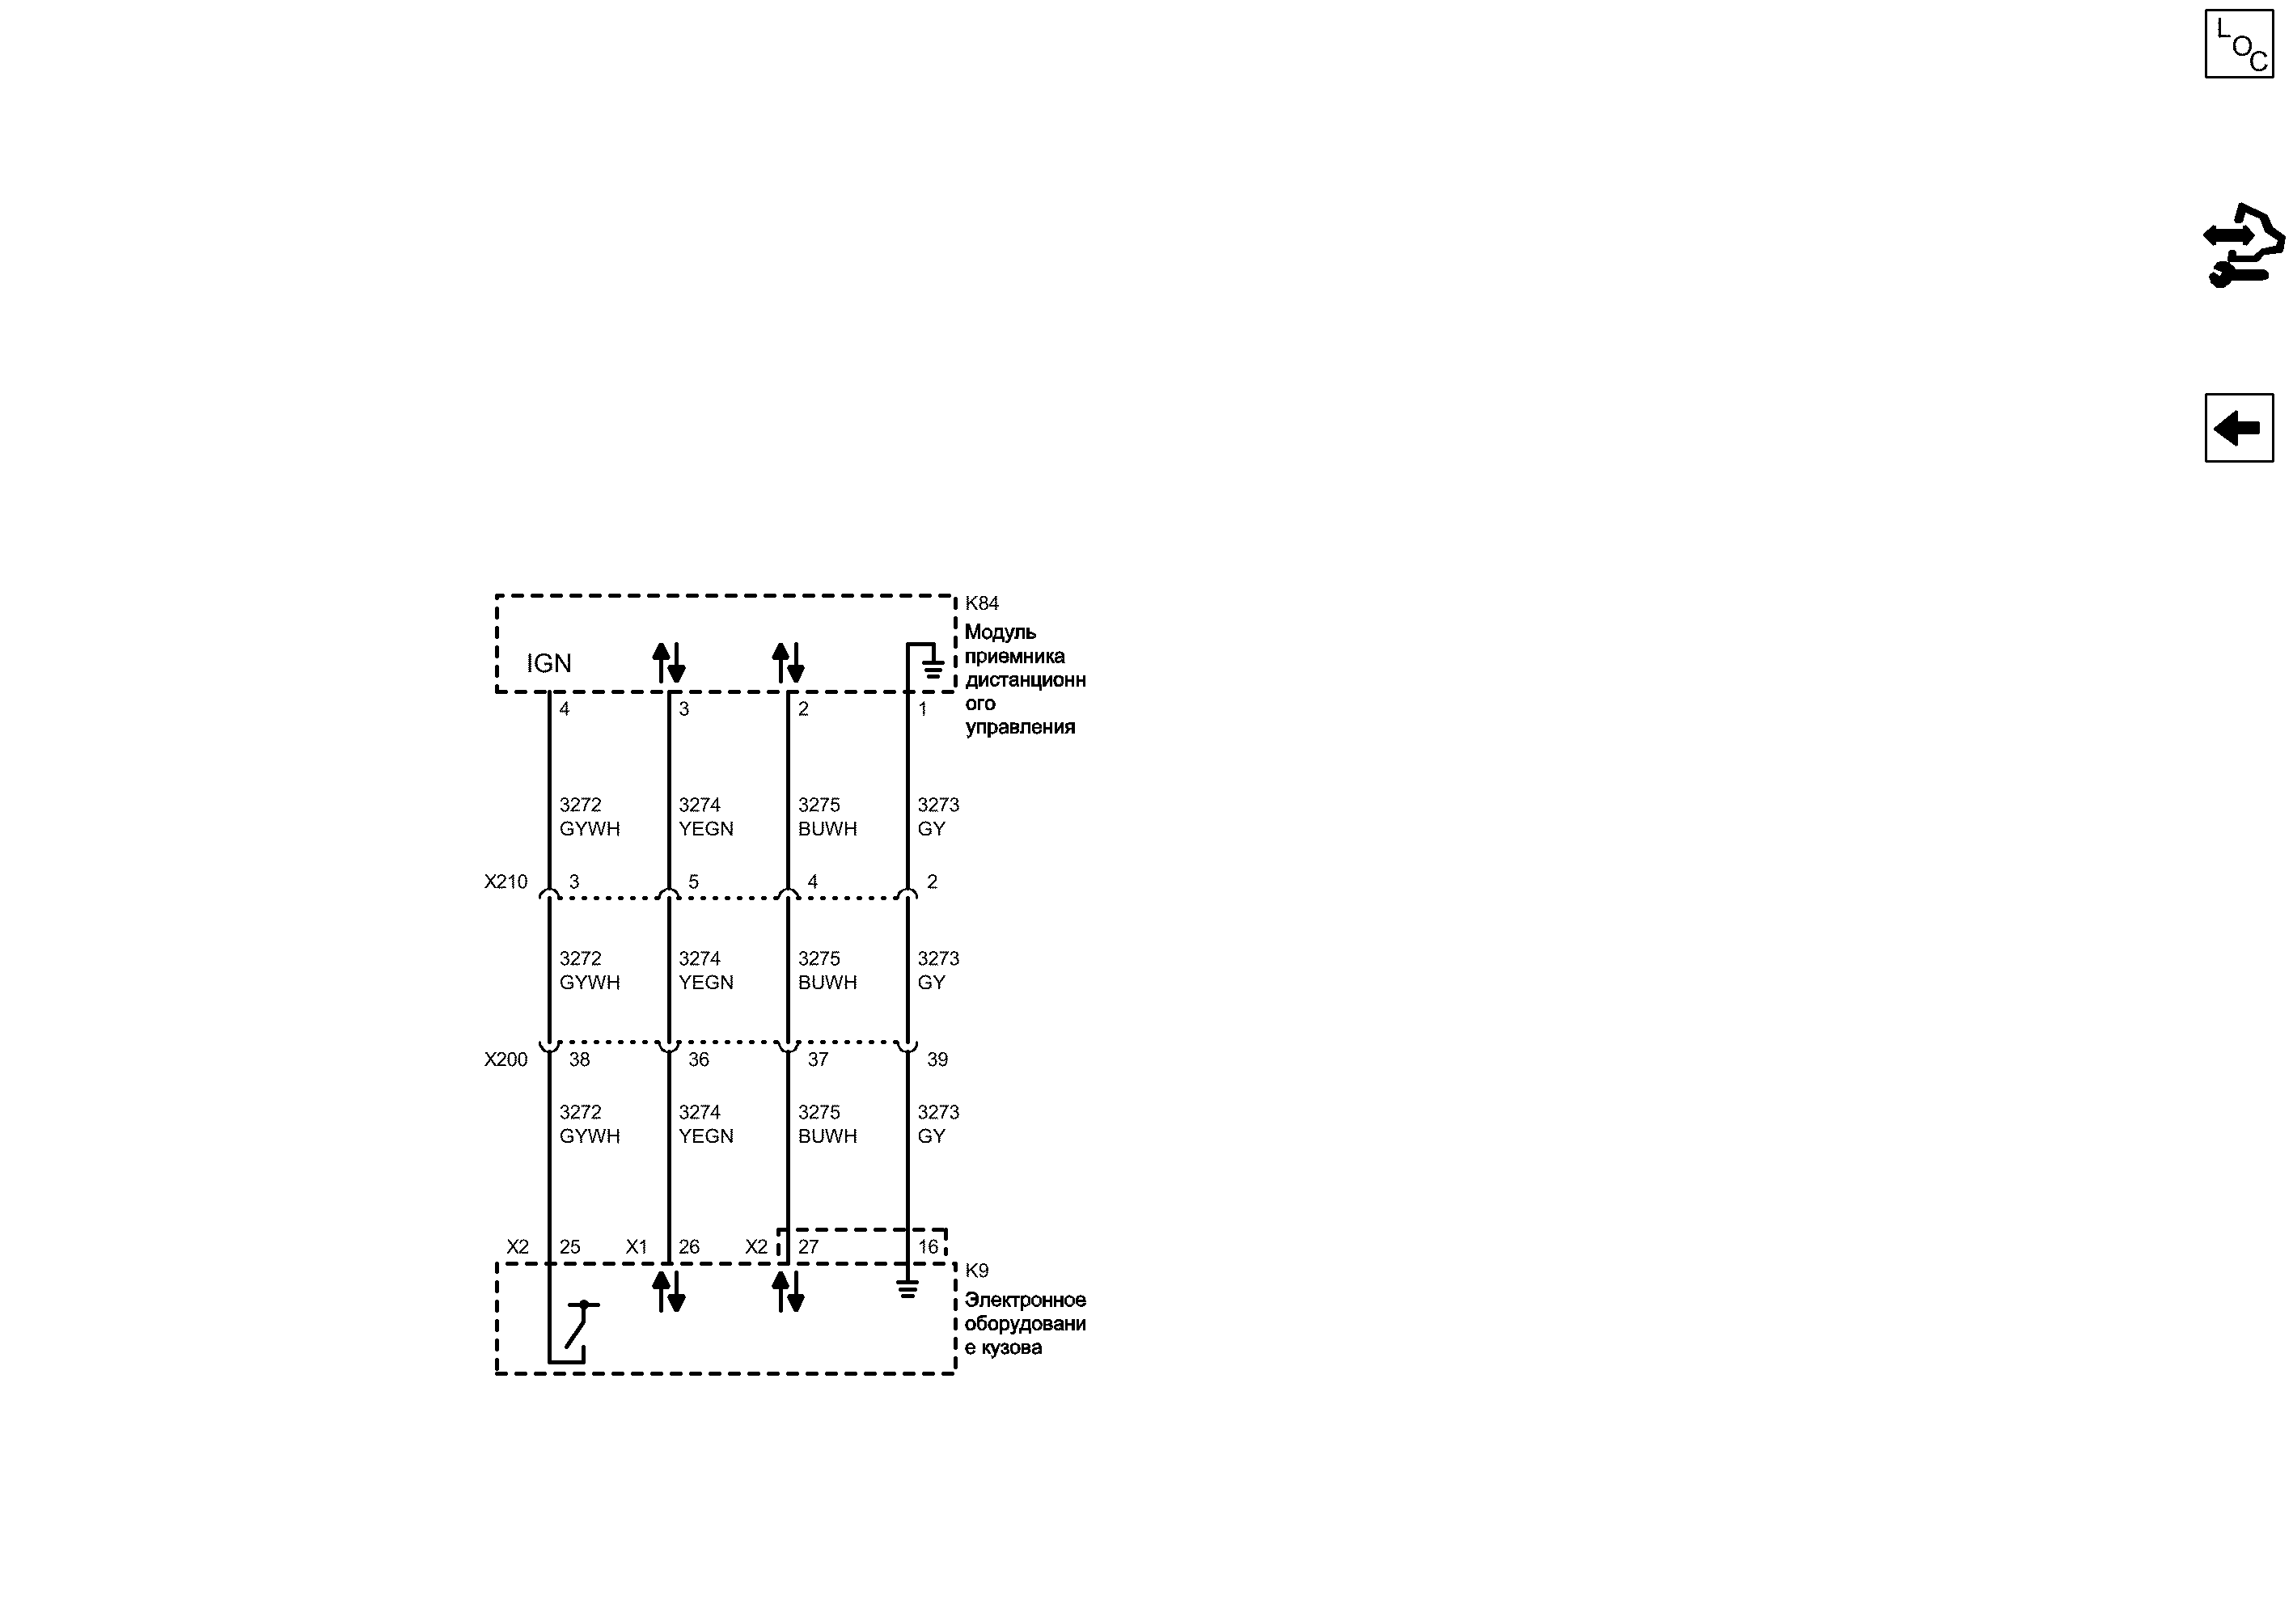 LOC
K84
Модуль
приемника
дистанционн
ого
управления
IGN
4 3 2 1
3272 3274 3275 3273
GYWH YEGN BUWH GY
X210 3 5 4 2
3272 3274 3275 3273
GYWH YEGN BUWH GY
X200 38 36 37 39
3272 3274 3275 3273
GYWH YEGN BUWH GY
X2 25 X1 26 X2 27 16
K9
Электронное
оборудовани
е кузова